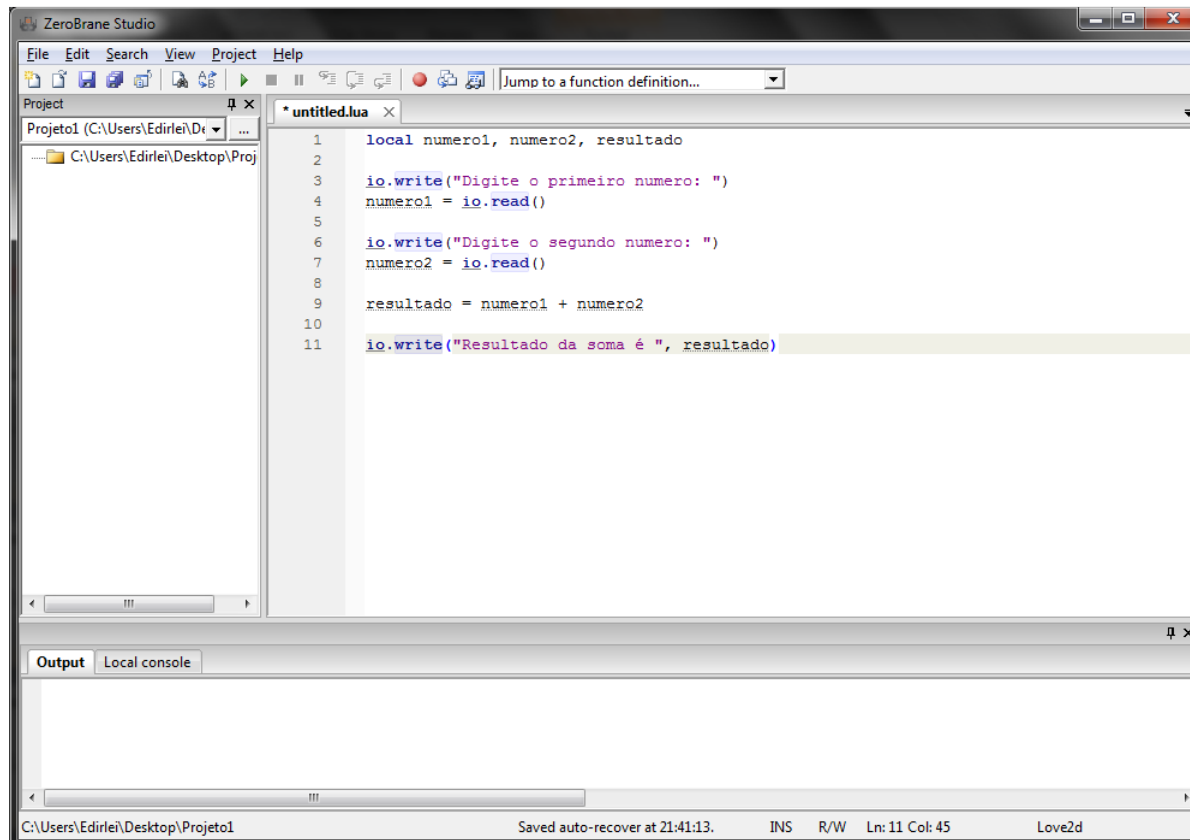 ZeroBrane Studio
File Edit Search View Project Help
Jump to a function definition...
Project
Projeto1 (C:\Users\Edirlei\De ...
C:\Users\Edirlei\Desktop\Proj
* untitled.lua
1 local numero1, numero2, resultado
2
3 io.write("Digite o primeiro numero: ")
4 numero1 = io.read()
5
6 io.write("Digite o segundo numero: ")
7 numero2 = io.read()
8
9 resultado = numero1 + numero2
10
11 io.write("Resultado da soma é ", resultado)
Output Local console
C:\Users\Edirlei\Desktop\Projeto1 Saved auto-recover at 21:41:13. INS R/W Ln: 11 Col: 45 Love2d